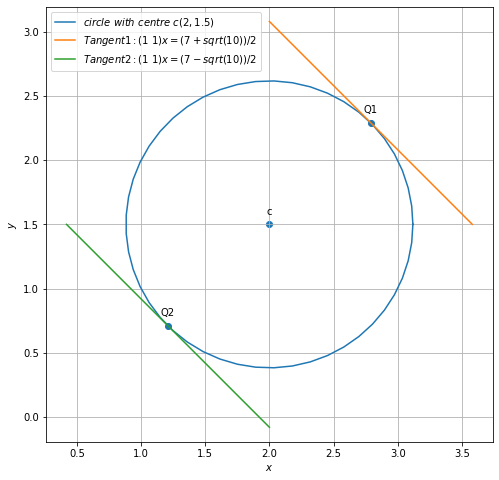 circle with centre c(2, 1.5)
Tangent1 : (1 1)x = (7 + sqrt(10))/2
Tangent2 : (1 1)x = (7 − sqrt(10))/2
3.0
2.5
2.0
1.5
1.0
0.5
0.0
y
Q1
c
Q2
0.5 1.0 1.5 2.0 2.5 3.0 3.5
x